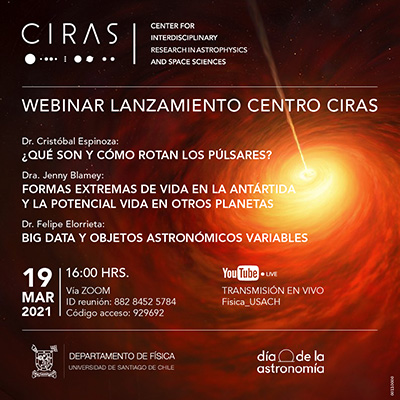 CIRAS
CENTER FOR
INTERDISCIPLINARY
RESEARCH IN ASTROPHYSICS
AND SPACE SCIENCES
WEBINAR LANZAMIENTO CENTRO CIRAS
Dr. Cristóbal Espinoza:
¿QUÉ SON Y CÓMO ROTAN LOS PÚLSARES?
Dra. Jenny Blamey:
FORMAS EXTREMAS DE VIDA EN LA ANTÁRTIDA
Y LA POTENCIAL VIDA EN OTROS PLANETAS
Dr. Felipe Elorrieta:
BIG DATA Y OBJETOS ASTRONÓMICOS VARIABLES
19
MAR
2021
16:00 HRS.
Vía ZOOM
ID reunión: 882 8452 5784
Código acceso: 929692
YouTube LIVE
TRANSMISIÓN EN VIVO
Física_USACH
DEPARTAMENTO DE FÍSICA
UNIVERSIDAD DE SANTIAGO DE CHILE
día de la
astronomía